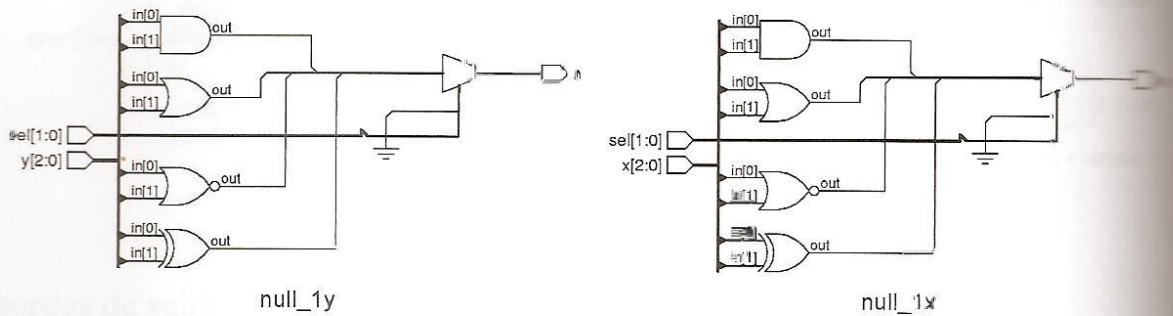 in[0]
out
in[1]
in[0]
out
in[1]
sel[1:0]
y[2:0]
in[0]
out
in[1]
in[0]
out
in[1]
null_1y
in[0]
out
in[1]
in[0]
out
in[1]
sel[1:0]
x[2:0]
in[0]
out
out
null_1x